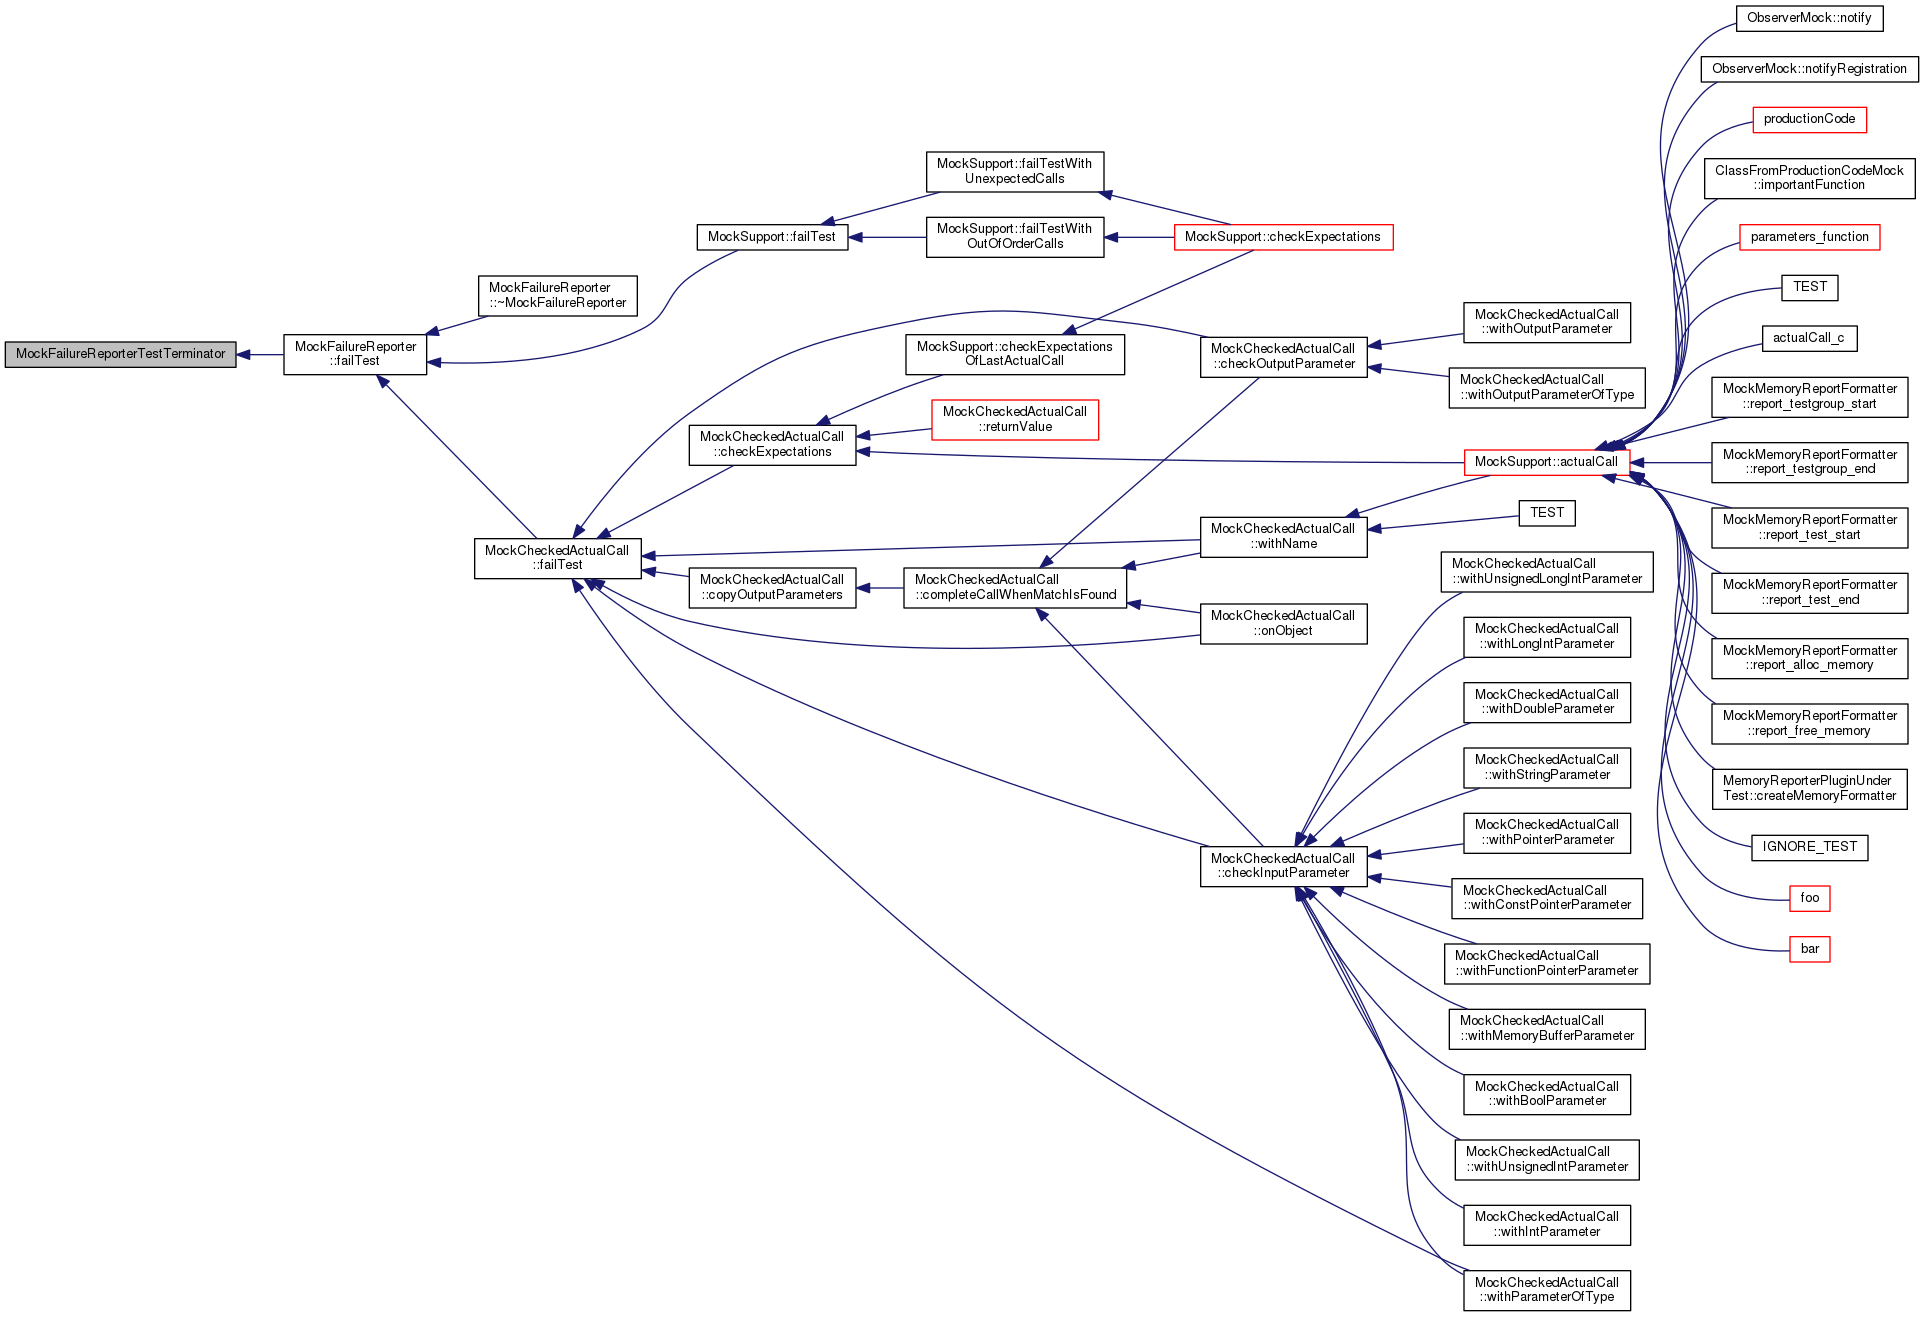 MockFailureReporterTestTerminator
MockFailureReporter
::failTest
MockFailureReporter
::~MockFailureReporter
MockCheckedActualCall
::failTest
MockSupport::failTest
MockCheckedActualCall
::checkExpectations
MockCheckedActualCall
::copyOutputParameters
MockSupport::failTestWith
UnexpectedCalls
MockSupport::failTestWith
OutOfOrderCalls
MockSupport::checkExpectations
OfLastActualCall
MockCheckedActualCall
::returnValue
MockCheckedActualCall
::completeCallWhenMatchIsFound
MockSupport::checkExpectations
MockCheckedActualCall
::checkOutputParameter
MockCheckedActualCall
::withName
MockCheckedActualCall
::onObject
MockCheckedActualCall
::checkInputParameter
MockCheckedActualCall
::withOutputParameter
MockCheckedActualCall
::withOutputParameterOfType
MockSupport::actualCall
TEST
MockCheckedActualCall
::withUnsignedLongIntParameter
MockCheckedActualCall
::withLongIntParameter
MockCheckedActualCall
::withDoubleParameter
MockCheckedActualCall
::withStringParameter
MockCheckedActualCall
::withPointerParameter
MockCheckedActualCall
::withConstPointerParameter
MockCheckedActualCall
::withFunctionPointerParameter
MockCheckedActualCall
::withMemoryBufferParameter
MockCheckedActualCall
::withBoolParameter
MockCheckedActualCall
::withUnsignedIntParameter
MockCheckedActualCall
::withIntParameter
MockCheckedActualCall
::withParameterOfType
ObserverMock::notify
ObserverMock::notifyRegistration
productionCode
ClassFromProductionCodeMock
::importantFunction
parameters_function
TEST
actualCall_c
MockMemoryReportFormatter
::report_testgroup_start
MockMemoryReportFormatter
::report_testgroup_end
MockMemoryReportFormatter
::report_test_start
MockMemoryReportFormatter
::report_test_end
MockMemoryReportFormatter
::report_alloc_memory
MockMemoryReportFormatter
::report_free_memory
MemoryReporterPluginUnder
Test::createMemoryFormatter
IGNORE_TEST
foo
bar